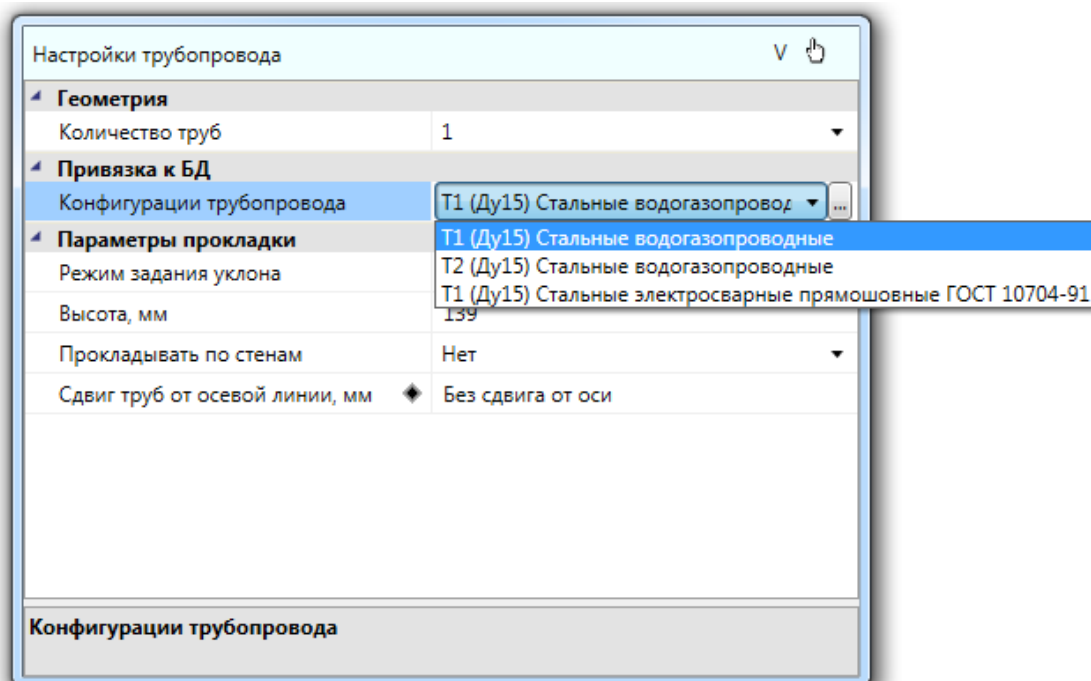 Настройки трубопровода V
Геометрия
Количество труб 1
Привязка к БД
Конфигурации трубопровода Т1 (Ду15) Стальные водогазопровод ...
Параметры прокладки Т1 (Ду15) Стальные водогазопроводные
Режим задания уклона Т2 (Ду15) Стальные водогазопроводные
Т1 (Ду15) Стальные электросварные прямошовные ГОСТ 10704-91
Высота, мм 139
Прокладывать по стенам Нет
Сдвиг труб от осевой линии, мм Без сдвига от оси
Конфигурации трубопровода